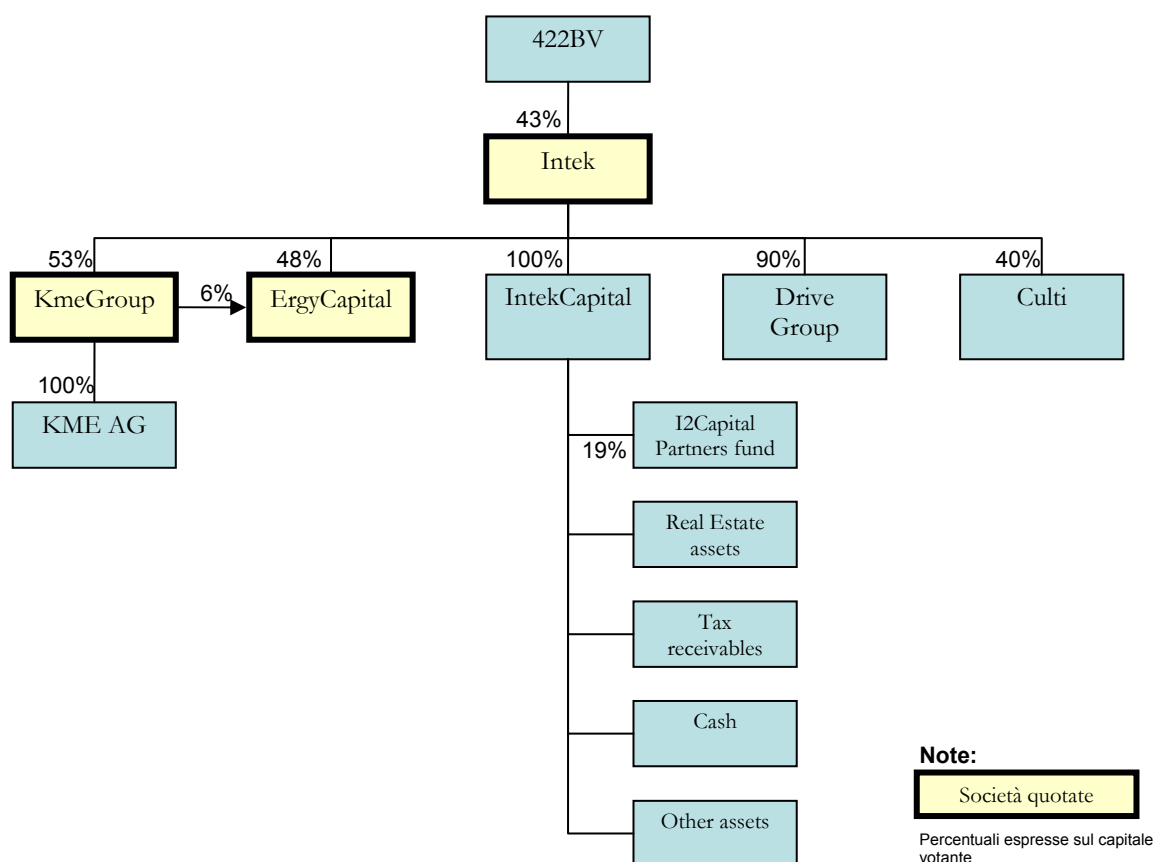 422BV
43%
Intek
53%
48%
100%
90%
40%
KmeGroup
6%
ErgyCapital
IntekCapital
Drive
Group
Culti
100%
KME AG
19%
I2Capital
Partners fund
Real Estate
assets
Tax
receivables
Cash
Other assets
Note:
Società quotate
Percentuali espresse sul capitale
votante